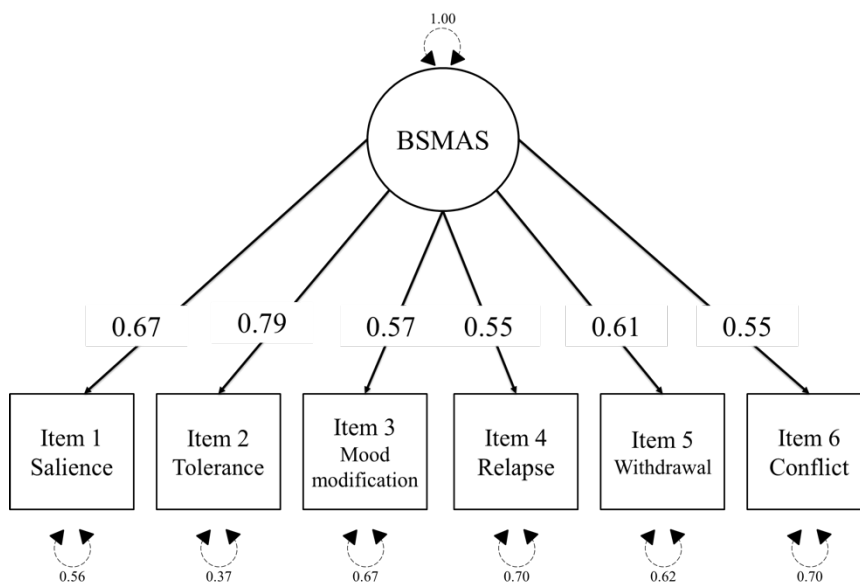 1.00
BSMAS
0.67
0.79
0.57
0.55
0.61
0.55
Item 1
Salience
Item 2
Tolerance
Item 3
Mood
modification
Item 4
Relapse
Item 5
Withdrawal
Item 6
Conflict
0.56
0.37
0.67
0.70
0.62
0.70